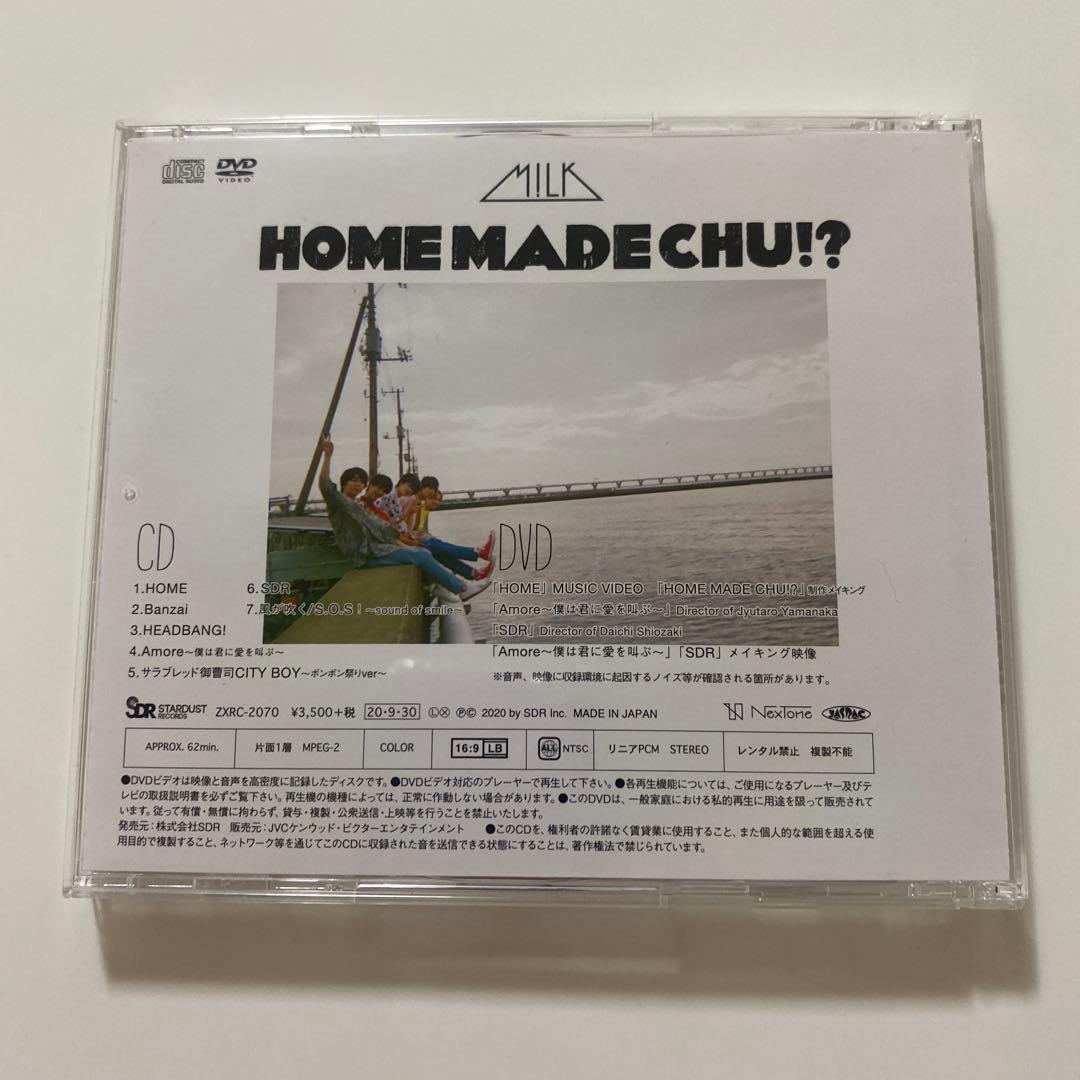 COMPACT disc DIGITAL AUDIO
DVD VIDEO
M!LK
HOME MADE CHU!?
CD
1.HOME
2.Banzai
3.HEADBANG!
4.Amore〜僕は君に愛を叫ぶ〜
5.サラブレッド御曹司CITY BOY〜ボンボン祭りver〜
6.SDR
7.風が吹く/S.O.S!〜sound of smile〜
DVD
「HOME」MUSIC VIDEO 「HOME MADE CHU!?」制作メイキング
「Amore〜僕は君に愛を叫ぶ〜」Director of Jyutaro Yamanaka
「SDR」Director of Daichi Shiozaki
「Amore〜僕は君に愛を叫ぶ〜」「SDR」メイキング映像
※音声、映像に収録環境に起因するノイズ等が確認される箇所があります。
SDR STARDUST RECORDS ZXRC-2070 ¥3,500+税 20・9・30 Ⓛ Ⓧ ⓅⒸ 2020 by SDR Inc. MADE IN JAPAN NexTone JASRAC
APPROX. 62min. 片面1層 MPEG-2 COLOR 16:9 LB ALL NTSC リニアPCM STEREO レンタル禁止 複製不能
●DVDビデオは映像と音声を高密度に記録したディスクです。●DVDビデオ対応のプレーヤーで再生して下さい。●各再生機能については、ご使用になるプレーヤー及びテ
レビの取扱説明書を必ずご覧下さい。再生機の機種によっては、正常に作動しない場合があります。●このDVDは、一般家庭における私的再生に用途を限って販売されて
います。従って有償・無償に拘わらず、貸与・複製・公衆送信・上映等を行うことを禁止いたします。
発売元:株式会社SDR 販売元:JVCケンウッド・ビクターエンタテインメント ●このCDを、権利者の許諾なく賃貸業に使用すること、また個人的な範囲を超える使
用目的で複製すること、ネットワーク等を通じてこのCDに収録された音を送信できる状態にすることは、著作権法で禁じられています。